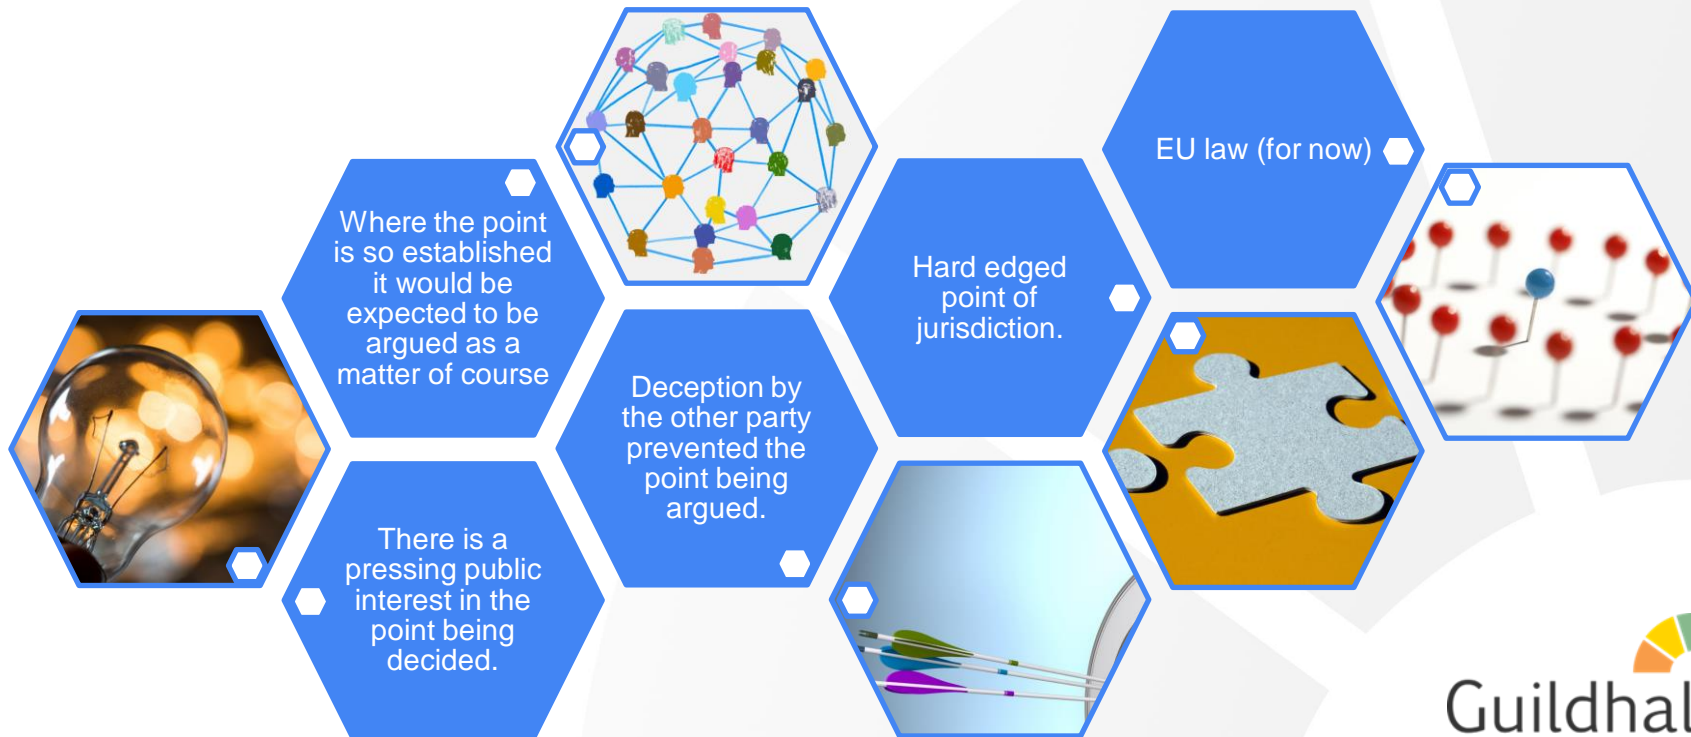 Where the point
is so established
it would be
expected to be
argued as a
matter of course
There is a
pressing public
interest in the
point being
decided.
Deception by
the other party
prevented the
point being
argued.
Hard edged
point of
jurisdiction.
EU law (for now)
Guildhal